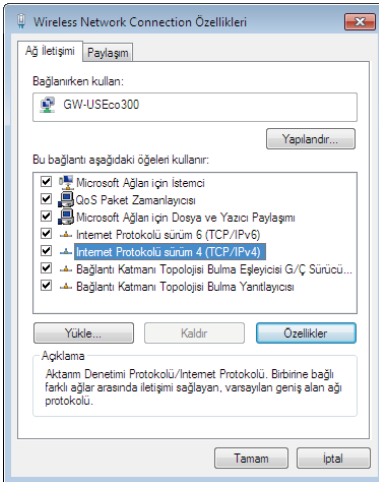 Wireless Network Connection Özellikleri
Ağ İletişimi
Paylaşım
Bağlanırken kullan:
GW-USEco300
Yapılandır...
Bu bağlantı aşağıdaki öğeleri kullanır:
Microsoft Ağları için İstemci
QoS Paket Zamanlayıcısı
Microsoft Ağları için Dosya ve Yazıcı Paylaşımı
Internet Protokolü sürüm 6 (TCP/IPv6)
Internet Protokolü sürüm 4 (TCP/IPv4)
Bağlantı Katmanı Topolojisi Bulma Eşleyicisi G/Ç Sürücü...
Bağlantı Katmanı Topolojisi Bulma Yanıtlayıcısı
Yükle...
Kaldır
Özellikler
Açıklama
Aktarım Denetimi Protokolü/Internet Protokolü. Birbirine bağlı
farklı ağlar arasında iletişimi sağlayan, varsayılan geniş alan ağı
protokolü.
Tamam
İptal